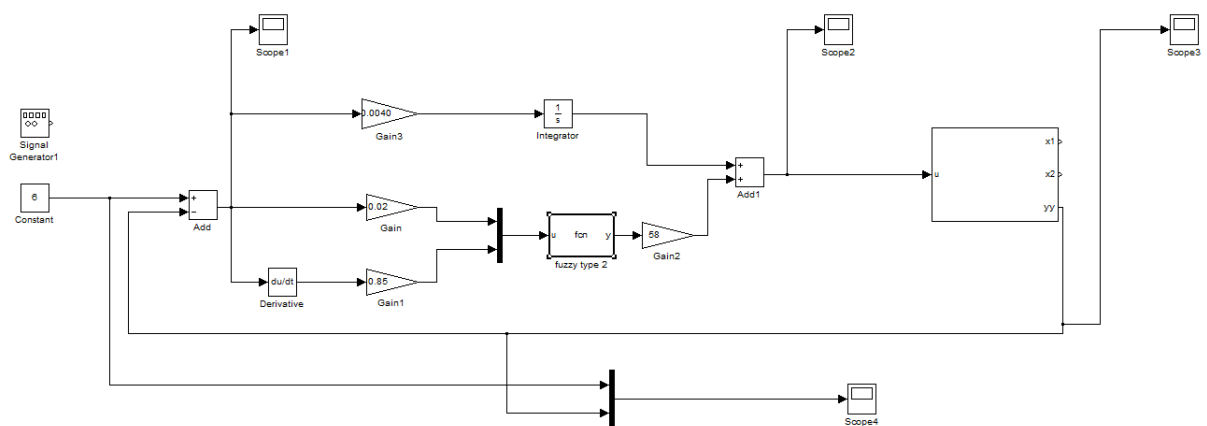 Scope1
Scope2
Scope3
0.0040
Gain3
1
s
Integrator
Signal
Generator1
6
Constant
+
−
Add
0.02
Gain
u fcn y
fuzzy type 2
58
Gain2
+
+
Add1
u
x1
x2
yy
du/dt
Derivative
0.85
Gain1
Scope4